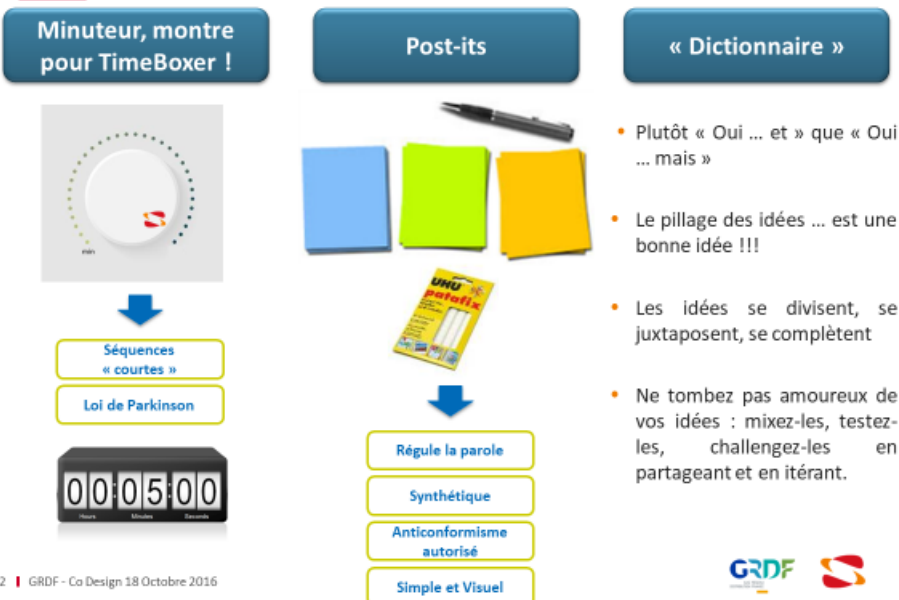 Minuteur, montre
pour TimeBoxer !
min
Séquences
« courtes »
Loi de Parkinson
00:05:00
Hours Minutes Seconds
Post-its
UHU
patafix
Régule la parole
Synthétique
Anticonformisme
autorisé
Simple et Visuel
« Dictionnaire »
• Plutôt « Oui ... et » que « Oui
... mais »
• Le pillage des idées ... est une
bonne idée !!!
• Les idées se divisent, se
juxtaposent, se complètent
• Ne tombez pas amoureux de
vos idées : mixez-les, testez-
les, challengez-les en
partageant et en itérant.
2 | GRDF - Co Design 18 Octobre 2016
GRDF